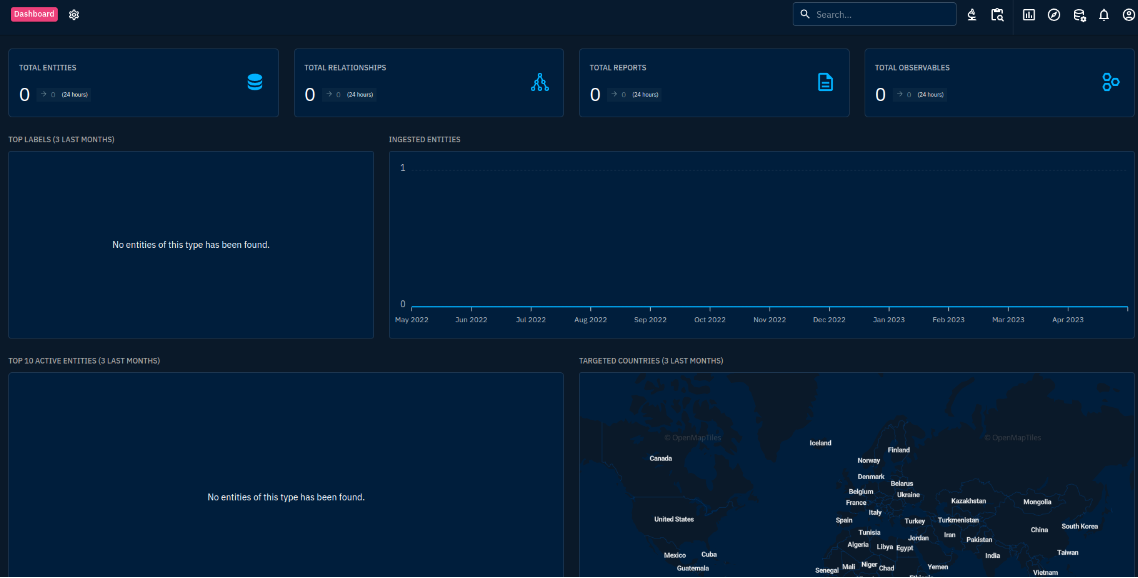 Dashboard
Search...
TOTAL ENTITIES
0 → 0 (24 hours)
TOTAL RELATIONSHIPS
0 → 0 (24 hours)
TOTAL REPORTS
0 → 0 (24 hours)
TOTAL OBSERVABLES
0 → 0 (24 hours)
TOP LABELS (3 LAST MONTHS)
No entities of this type has been found.
INGESTED ENTITIES
1
0
May 2022 Jun 2022 Jul 2022 Aug 2022 Sep 2022 Oct 2022 Nov 2022 Dec 2022 Jan 2023 Feb 2023 Mar 2023 Apr 2023
TOP 10 ACTIVE ENTITIES (3 LAST MONTHS)
No entities of this type has been found.
TARGETED COUNTRIES (3 LAST MONTHS)
© OpenMapTiles © OpenMapTiles
Iceland
Finland
Canada Norway
Denmark
Belarus
Belgium Ukraine
France Kazakhstan Mongolia
Italy
United States Spain Turkey Turkmenistan
China South Korea
Tunisia Jordan Iran Pakistan
Algeria Libya Egypt
Mexico Cuba India Taiwan
Guatemala Senegal Mali Niger Chad Yemen Vietnam